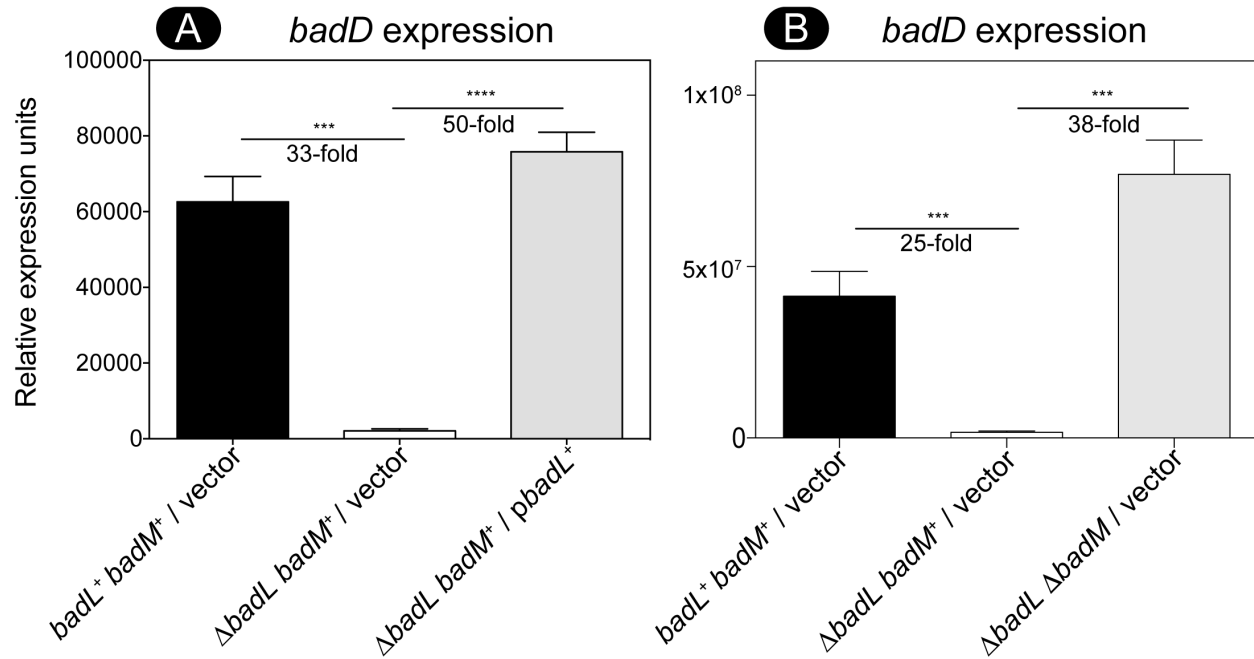 A
badD expression
Relative expression units
100000
80000
60000
40000
20000
0
***
33-fold
****
50-fold
badL⁺ badM⁺ / vector
ΔbadL badM⁺ / vector
ΔbadL badM⁺ / pbadL⁺
B
badD expression
1x10⁸
5x10⁷
0
***
25-fold
***
38-fold
badL⁺ badM⁺ / vector
ΔbadL badM⁺ / vector
ΔbadL ΔbadM / vector